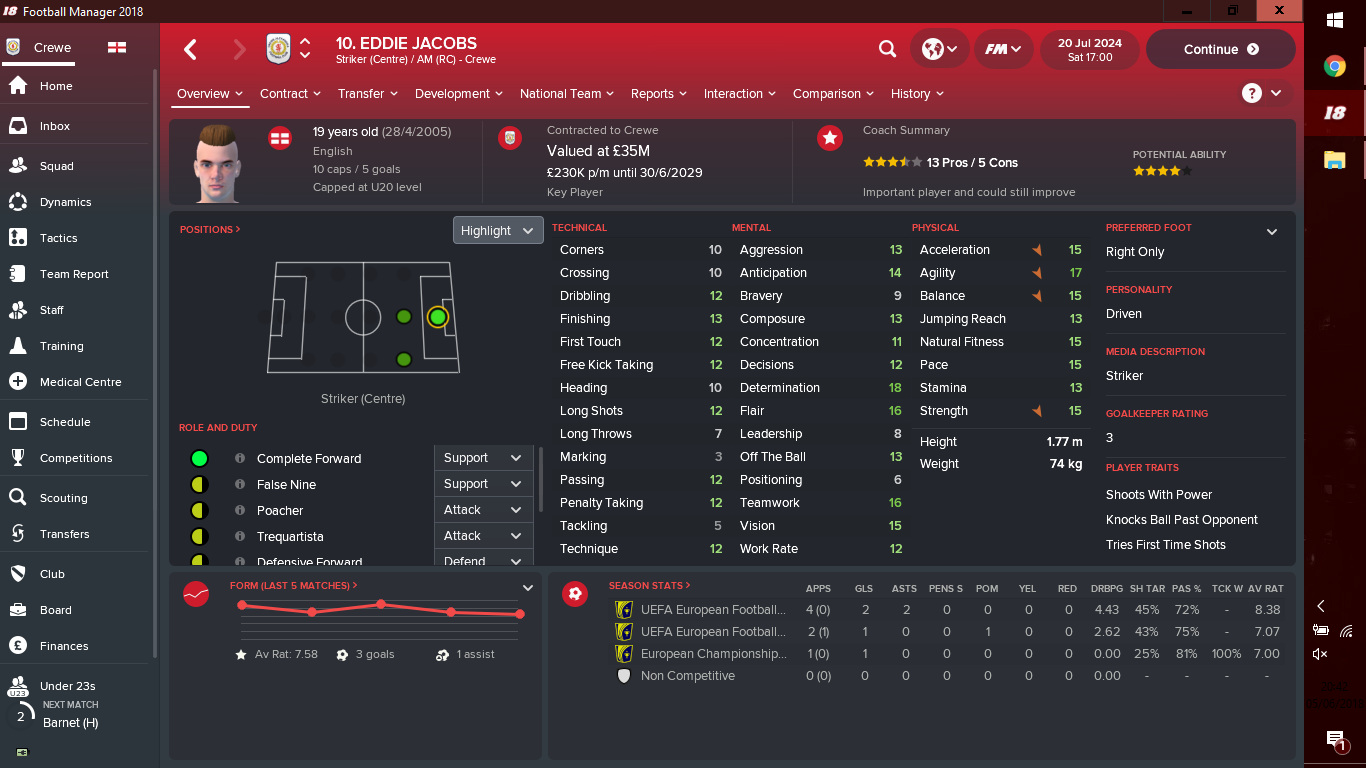 18 Football Manager 2018
Crewe
10. EDDIE JACOBS
Striker (Centre) / AM (RC) - Crewe
FM
20 Jul 2024
Sat 17:00
Continue
Home
Inbox
Squad
Dynamics
Tactics
Team Report
Staff
Training
Medical Centre
Schedule
Competitions
Scouting
Transfers
Club
Board
Finances
Under 23s
U23
NEXT MATCH
2
Barnet (H)
Overview Contract Transfer Development National Team Reports Interaction Comparison History ?
19 years old (28/4/2005)
English
10 caps / 5 goals
Capped at U20 level
Contracted to Crewe
Valued at £35M
£230K p/m until 30/6/2029
Key Player
Coach Summary
13 Pros / 5 Cons
Important player and could still improve
POTENTIAL ABILITY
POSITIONS >
Highlight
Striker (Centre)
ROLE AND DUTY
Complete Forward Support
False Nine Support
Poacher Attack
Trequartista Attack
Defensive Forward Defend
TECHNICAL
Corners 10
Crossing 10
Dribbling 12
Finishing 13
First Touch 12
Free Kick Taking 12
Heading 10
Long Shots 12
Long Throws 7
Marking 3
Passing 12
Penalty Taking 12
Tackling 5
Technique 12
MENTAL
Aggression 13
Anticipation 14
Bravery 9
Composure 13
Concentration 11
Decisions 12
Determination 18
Flair 16
Leadership 8
Off The Ball 13
Positioning 6
Teamwork 16
Vision 15
Work Rate 12
PHYSICAL
Acceleration 15
Agility 17
Balance 15
Jumping Reach 13
Natural Fitness 15
Pace 15
Stamina 13
Strength 15
Height 1.77 m
Weight 74 kg
PREFERRED FOOT
Right Only
PERSONALITY
Driven
MEDIA DESCRIPTION
Striker
GOALKEEPER RATING
3
PLAYER TRAITS
Shoots With Power
Knocks Ball Past Opponent
Tries First Time Shots
FORM (LAST 5 MATCHES) >
Av Rat: 7.58 3 goals 1 assist
SEASON STATS > APPS GLS ASTS PENS S POM YEL RED DRBPG SH TAR PAS % TCK W AV RAT
UEFA European Football... 4 (0) 2 2 0 0 0 0 4.43 45% 72% - 8.38
UEFA European Football... 2 (1) 1 0 0 1 0 0 2.62 43% 75% - 7.07
European Championship... 1 (0) 1 0 0 0 0 0 0.00 25% 81% 100% 7.00
Non Competitive 0 (0) 0 0 0 0 0 0 0.00 - - - -
18
1